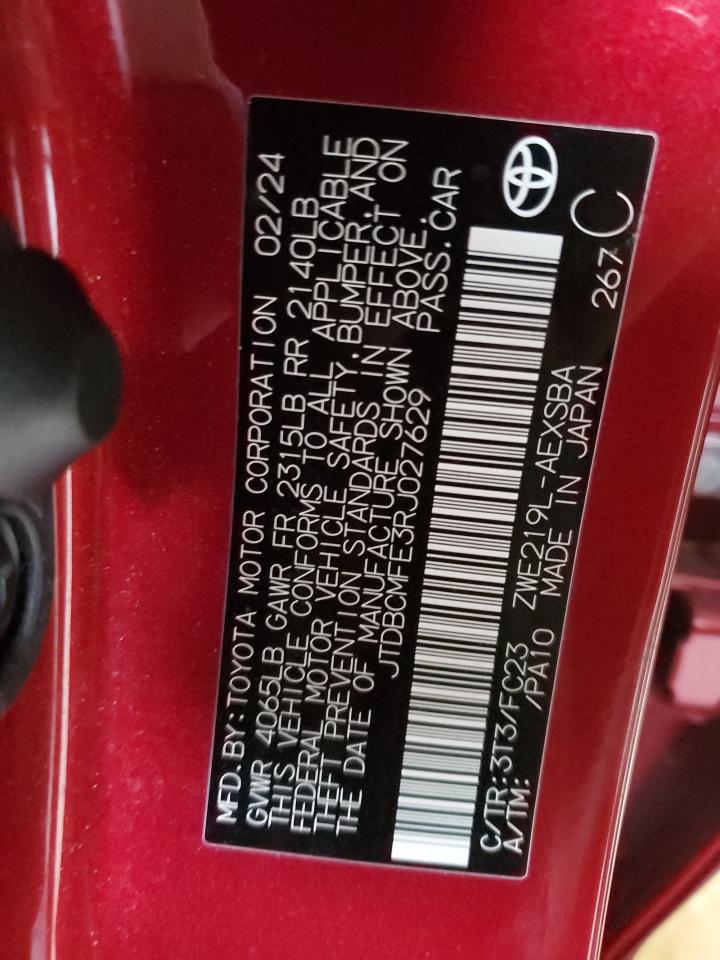 MFD. BY: TOYOTA MOTOR CORPORATION 02/24
GVWR 4065LB GAWR FR 2315LB RR 2140LB
THIS VEHICLE CONFORMS TO ALL APPLICABLE
FEDERAL MOTOR VEHICLE SAFETY, BUMPER, AND
THEFT PREVENTION STANDARDS IN EFFECT ON
THE DATE OF MANUFACTURE SHOWN ABOVE.
JTDBCMFE3RJ027629 PASS.CAR
C/TR: 3T3/FC23 ZWE219L-AEXSBA
A/TM: /PA10 MADE IN JAPAN
267 C